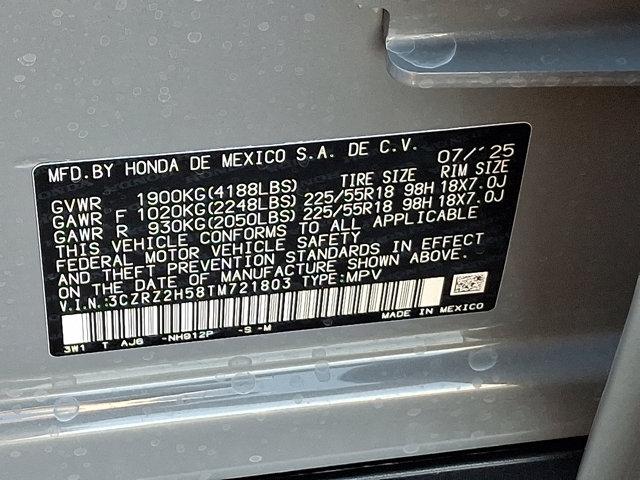 MFD.BY HONDA DE MEXICO S.A. DE C.V. 07/'25
GVWR 1900KG(4188LBS) TIRE SIZE RIM SIZE
GAWR F 1020KG(2248LBS) 225/55R18 98H 18X7.0J
GAWR R 930KG(2050LBS) 225/55R18 98H 18X7.0J
THIS VEHICLE CONFORMS TO ALL APPLICABLE
FEDERAL MOTOR VEHICLE SAFETY
AND THEFT PREVENTION STANDARDS IN EFFECT
ON THE DATE OF MANUFACTURE SHOWN ABOVE.
V.I.N.:3CZRZ2H58TM721803 TYPE:MPV
MADE IN MEXICO
3W1 T AJ6 -NH912P -S -M